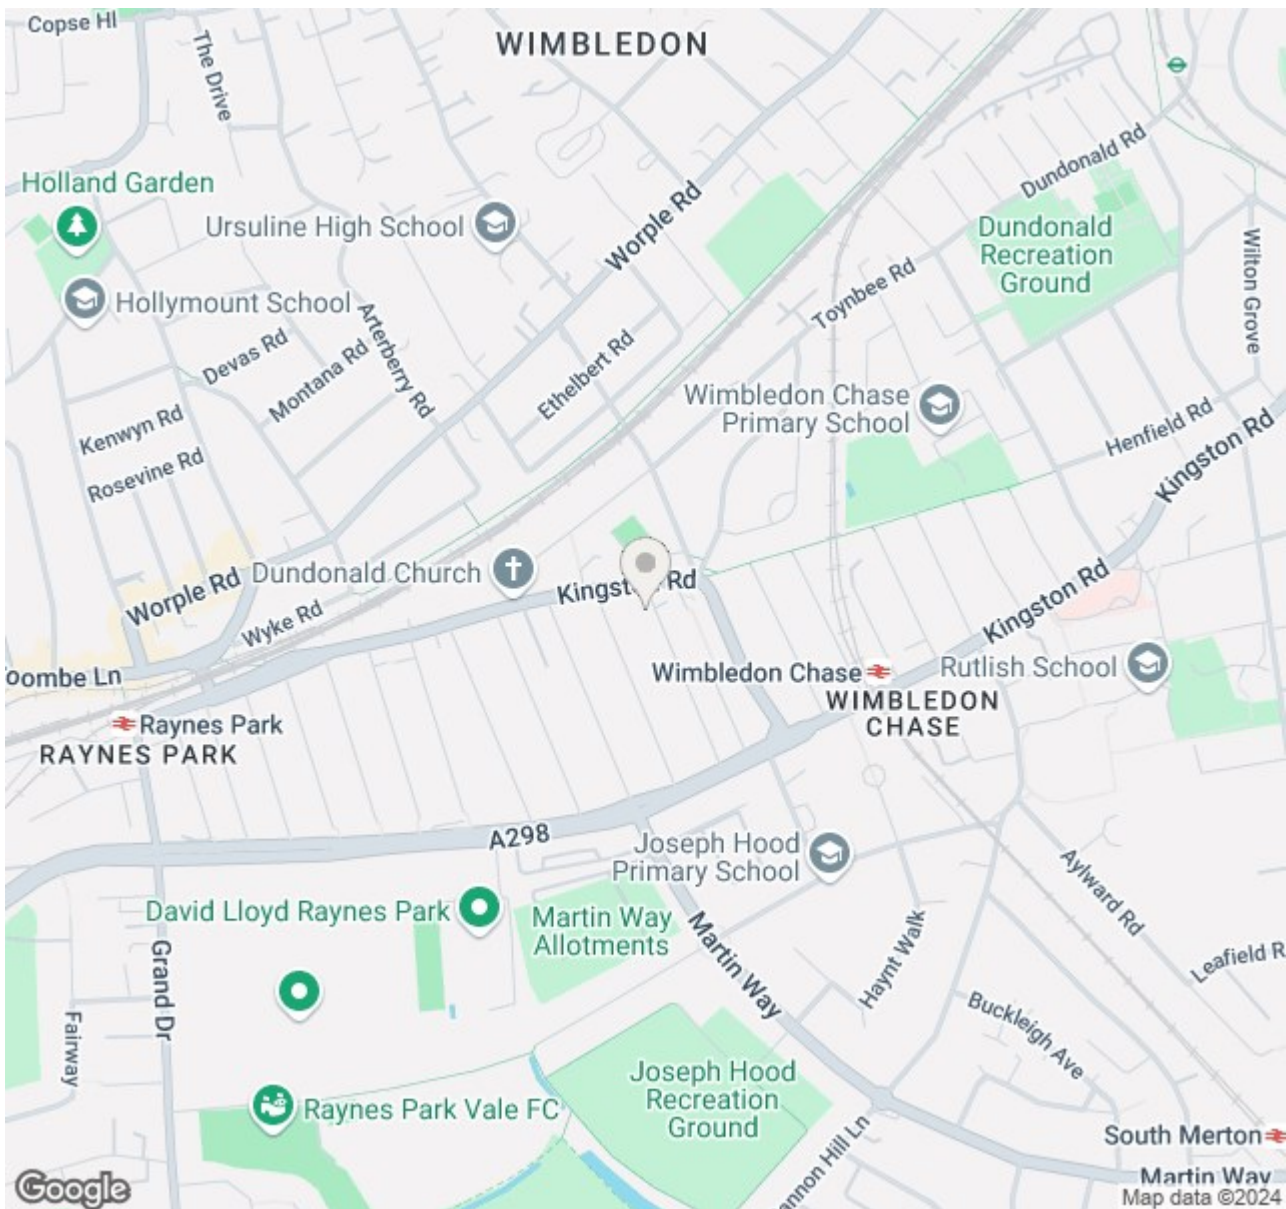 Copse Hl
WIMBLEDON
The Drive
Dundonald Rd
Holland Garden
Ursuline High School
Worple Rd
Dundonald
Recreation
Ground
Wilton Grove
Toynbee Rd
Hollymount School
Arterberry Rd
Devas Rd
Montana Rd
Ethelbert Rd
Wimbledon Chase
Primary School
Kenwyn Rd
Henfield Rd
Kingston Rd
Rosevine Rd
Dundonald Church
Kingston Rd
Worple Rd
Wyke Rd
Kingston Rd
oombe Ln
Wimbledon Chase
Rutlish School
WIMBLEDON
CHASE
Raynes Park
RAYNES PARK
A298
Joseph Hood
Primary School
Aylward Rd
David Lloyd Raynes Park
Martin Way
Allotments
Martin Way
Haynt Walk
Leafield R
Grand Dr
Fairway
Buckleigh Ave
Joseph Hood
Recreation
Ground
Raynes Park Vale FC
annon Hill Ln
South Merton
Martin Way
Google
Map data ©2024